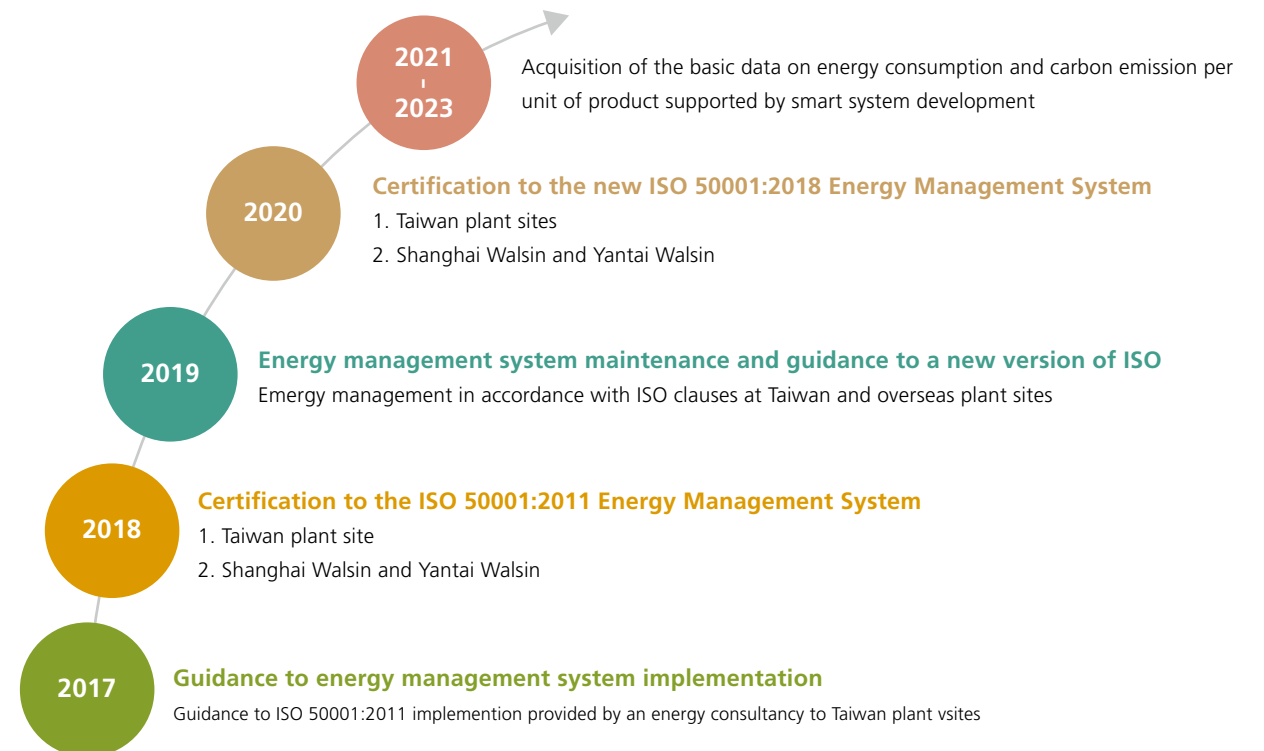 2021
-
2023
Acquisition of the basic data on energy consumption and carbon emission per
unit of product supported by smart system development
2020
Certification to the new ISO 50001:2018 Energy Management System
1. Taiwan plant sites
2. Shanghai Walsin and Yantai Walsin
2019
Energy management system maintenance and guidance to a new version of ISO
Emergy management in accordance with ISO clauses at Taiwan and overseas plant sites
2018
Certification to the ISO 50001:2011 Energy Management System
1. Taiwan plant site
2. Shanghai Walsin and Yantai Walsin
2017
Guidance to energy management system implementation
Guidance to ISO 50001:2011 implemention provided by an energy consultancy to Taiwan plant vsites